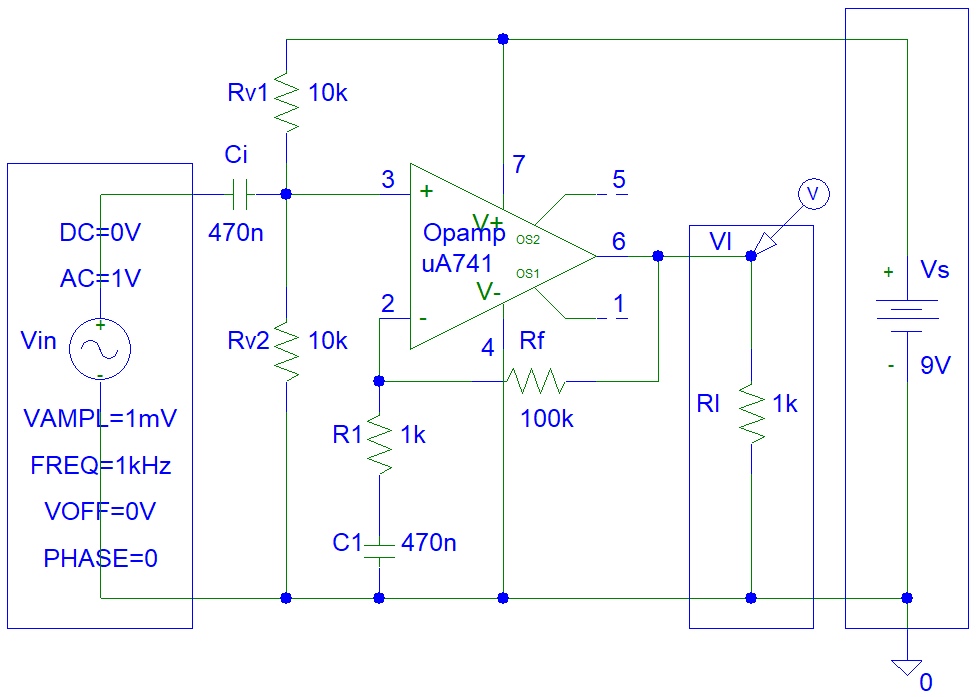 Rv1 10k
Ci
470n
DC=0V
AC=1V
Vin
+
-
VAMPL=1mV
FREQ=1kHz
VOFF=0V
PHASE=0
Rv2 10k
3
+
7
5
V+
OS2
Opamp
uA741
6
OS1
V-
2
-
1
4
Rf
100k
R1 1k
C1 470n
Vl
V
Rl 1k
+
Vs
-
9V
0